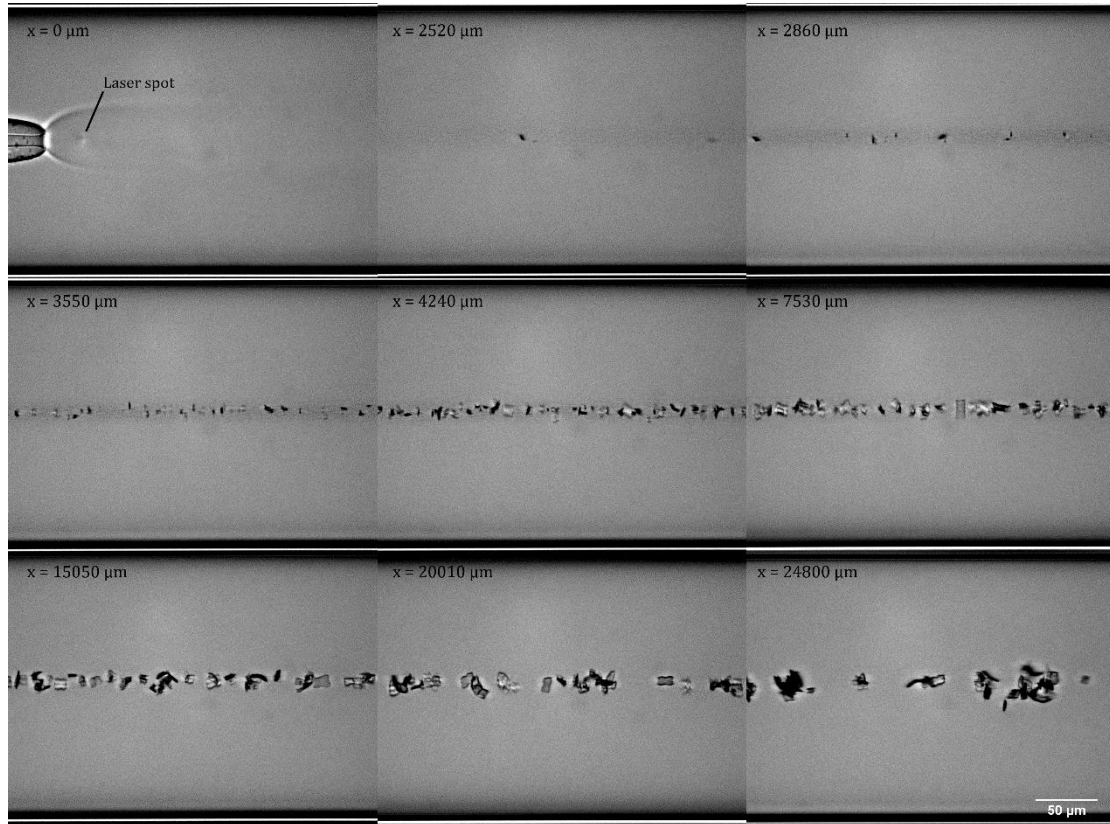 x = 0 µm
x = 2520 µm
x = 2860 µm
Laser spot
x = 3550 µm
x = 4240 µm
x = 7530 µm
x = 15050 µm
x = 20010 µm
x = 24800 µm
50 µm